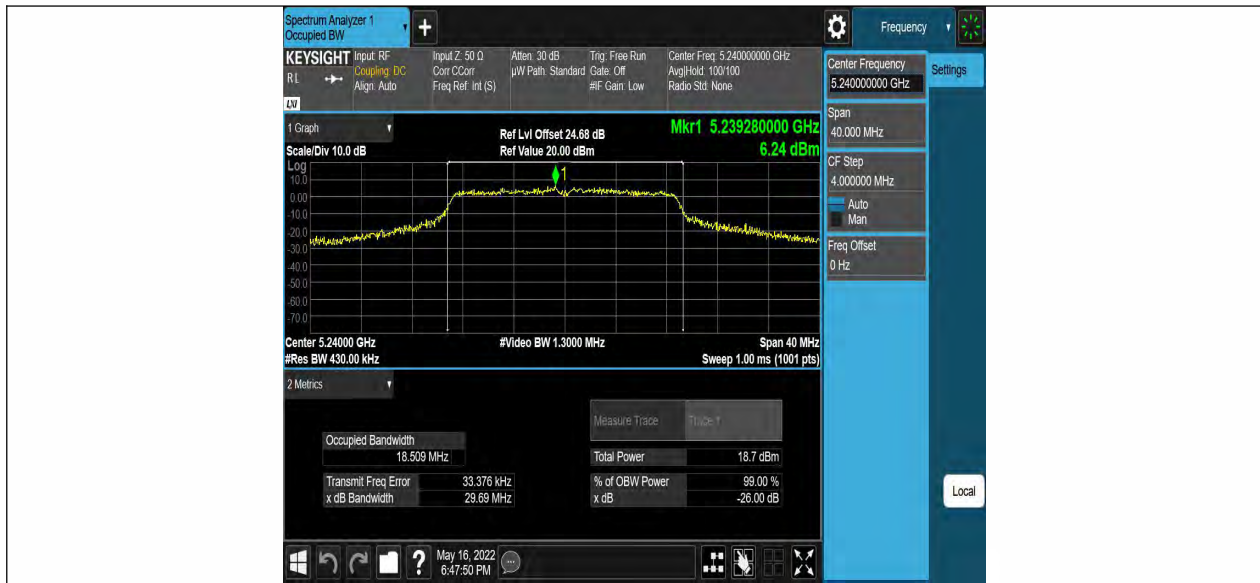 Spectrum Analyzer 1
Occupied BW
Frequency
KEYSIGHT
RL
LXI
Input: RF
Coupling: DC
Align: Auto
Input Z: 50 Ω
Corr CCorr
Freq Ref: Int (S)
Atten: 30 dB
µW Path: Standard
Trig: Free Run
Gate: Off
#IF Gain: Low
Center Freq: 5.240000000 GHz
Avg|Hold: 100/100
Radio Std: None
Center Frequency
5.240000000 GHz
Settings
Span
40.000 MHz
CF Step
4.000000 MHz
Auto
Man
Freq Offset
0 Hz
Local
1 Graph
Scale/Div 10.0 dB
Ref Lvl Offset 24.68 dB
Ref Value 20.00 dBm
Mkr1 5.239280000 GHz
6.24 dBm
Log
10.0
0.00
-10.0
-20.0
-30.0
-40.0
-50.0
-60.0
-70.0
1
Center 5.24000 GHz
#Res BW 430.00 kHz
#Video BW 1.3000 MHz
Span 40 MHz
Sweep 1.00 ms (1001 pts)
2 Metrics
Measure Trace Trace 1
Occupied Bandwidth
18.509 MHz
Total Power 18.7 dBm
Transmit Freq Error 33.376 kHz
% of OBW Power 99.00 %
x dB Bandwidth 29.69 MHz
x dB -26.00 dB
May 16, 2022
6:47:50 PM